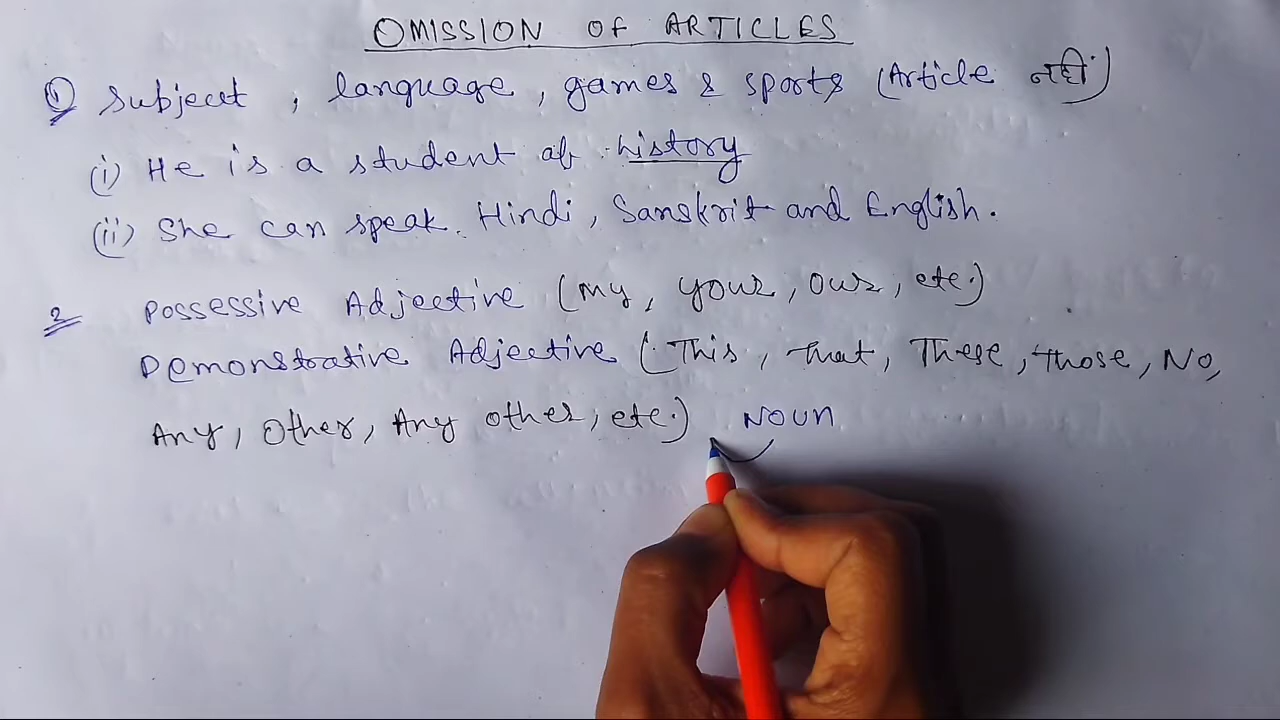 OMISSION OF ARTICLES
① Subject, language, games & sports (Article नहीं)
(i) He is a student of history
(ii) She can speak Hindi, Sanskrit and English.
2 Possessive Adjective (My, your, our, etc.)
Demonstrative Adjective (This, that, These, those, No,
Any, Other, Any other, etc.) NOUN